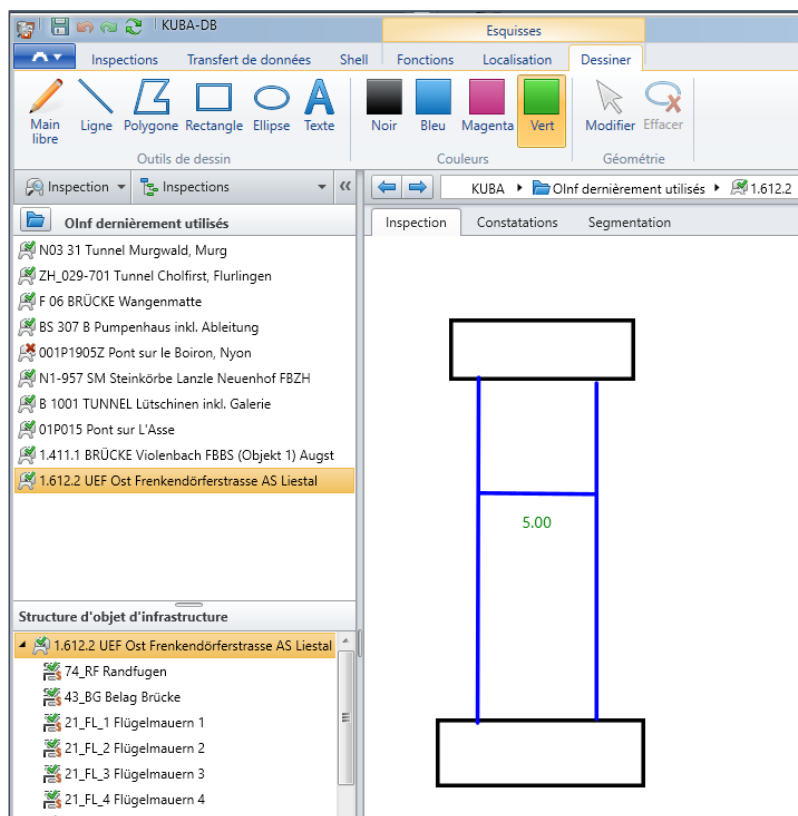 KUBA-DB
Esquisses
Inspections Transfert de données Shell Fonctions Localisation Dessiner
Main libre Ligne Polygone Rectangle Ellipse Texte Noir Bleu Magenta Vert Modifier Effacer
Outils de dessin Couleurs Géométrie
Inspection Inspections KUBA OInf dernièrement utilisés 1.612.2
OInf dernièrement utilisés
Inspection Constatations Segmentation
N03 31 Tunnel Murgwald, Murg
ZH_029-701 Tunnel Cholfirst, Flurlingen
F 06 BRÜCKE Wangenmatte
BS 307 B Pumpenhaus inkl. Ableitung
001P1905Z Pont sur le Boiron, Nyon
N1-957 SM Steinkörbe Lanzle Neuenhof FBZH
B 1001 TUNNEL Lütschinen inkl. Galerie
01P015 Pont sur L'Asse
1.411.1 BRÜCKE Violenbach FBBS (Objekt 1) Augst
1.612.2 UEF Ost Frenkendörferstrasse AS Liestal
5.00
Structure d'objet d'infrastructure
1.612.2 UEF Ost Frenkendörferstrasse AS Liestal
74_RF Randfugen
43_BG Belag Brücke
21_FL_1 Flügelmauern 1
21_FL_2 Flügelmauern 2
21_FL_3 Flügelmauern 3
21_FL_4 Flügelmauern 4